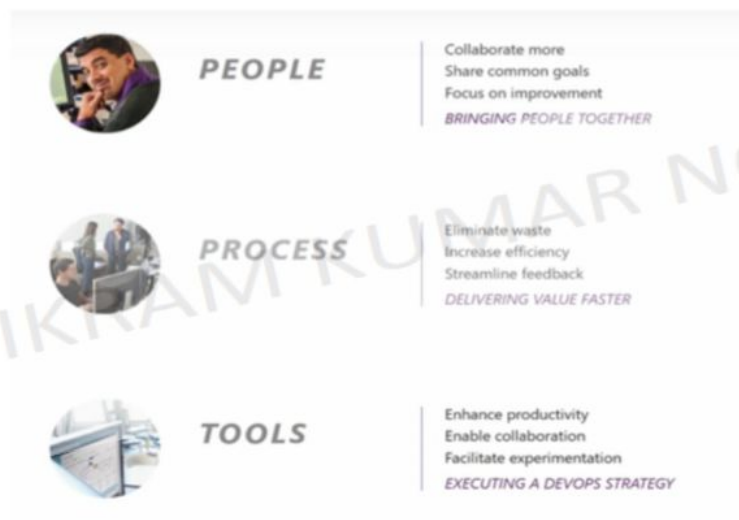 PEOPLE
Collaborate more
Share common goals
Focus on improvement
BRINGING PEOPLE TOGETHER
PROCESS
Eliminate waste
Increase efficiency
Streamline feedback
DELIVERING VALUE FASTER
IKRAM KUMAR
TOOLS
Enhance productivity
Enable collaboration
Facilitate experimentation
EXECUTING A DEVOPS STRATEGY